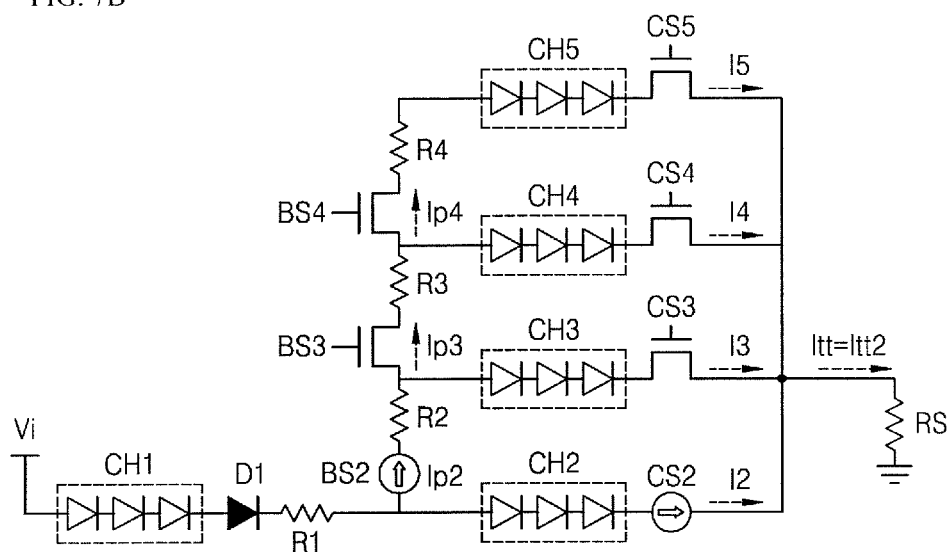 FIG. 7B
CS5
CH5
I5
R4
CS4
BS4
Ip4
CH4
I4
R3
CS3
BS3
Ip3
CH3
I3
Itt=Itt2
R2
RS
Vi
CH1
D1
BS2
Ip2
CH2
CS2
I2
R1